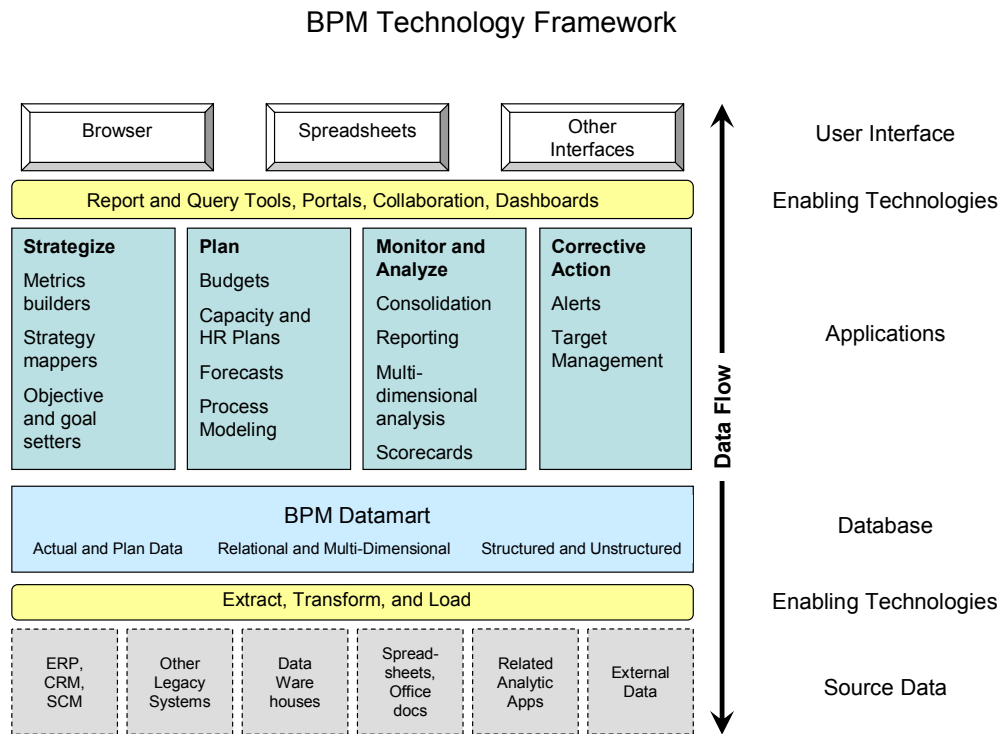 BPM Technology Framework
Browser
Spreadsheets
Other
Interfaces
User Interface
Report and Query Tools, Portals, Collaboration, Dashboards
Enabling Technologies
Strategize
Metrics
builders
Strategy
mappers
Objective
and goal
setters
Plan
Budgets
Capacity and
HR Plans
Forecasts
Process
Modeling
Monitor and
Analyze
Consolidation
Reporting
Multi-
dimensional
analysis
Scorecards
Corrective
Action
Alerts
Target
Management
Data Flow
Applications
BPM Datamart
Actual and Plan Data
Relational and Multi-Dimensional
Structured and Unstructured
Database
Extract, Transform, and Load
Enabling Technologies
ERP,
CRM,
SCM
Other
Legacy
Systems
Data
Ware
houses
Spread-
sheets,
Office
docs
Related
Analytic
Apps
External
Data
Source Data